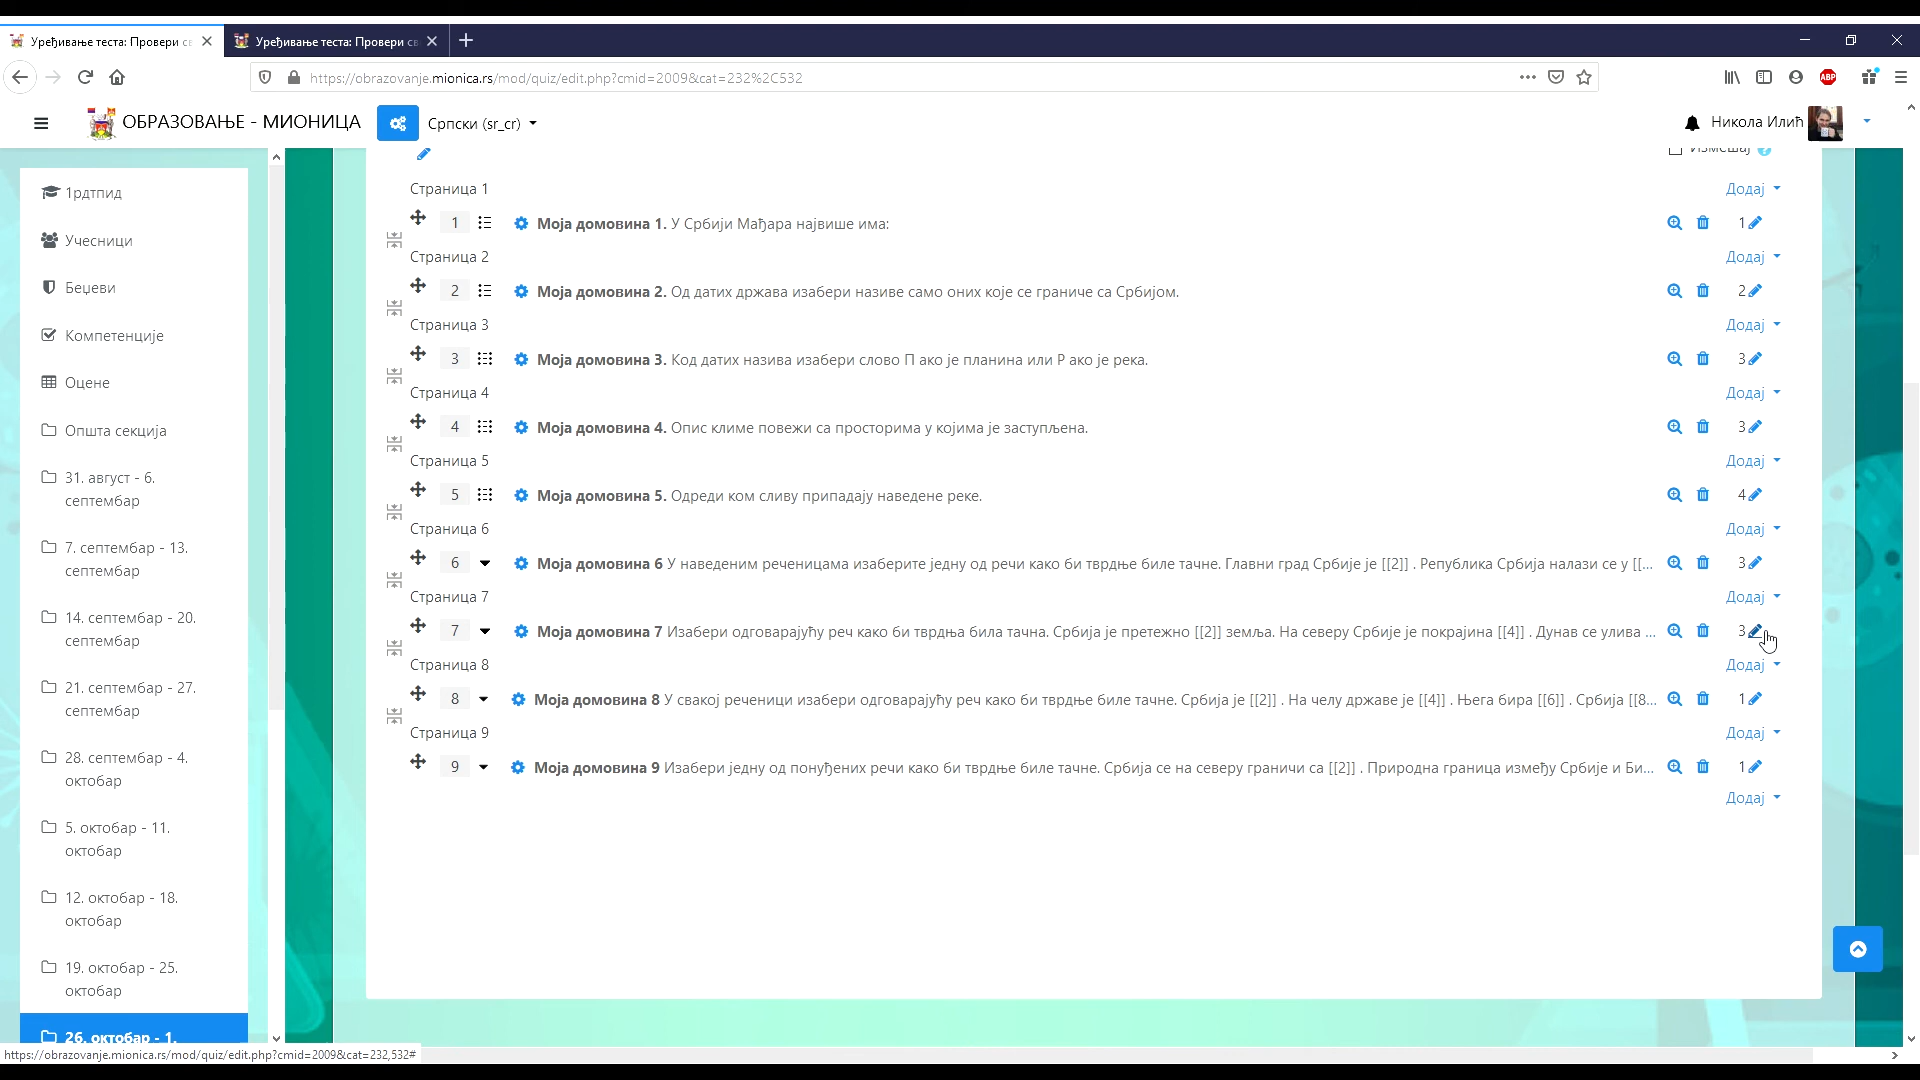 Уређивање теста: Провери св
Уређивање теста: Провери св
https://obrazovanje.mionica.rs/mod/quiz/edit.php?cmid=2009&cat=232%2C532
ABP
ОБРАЗОВАЊЕ - МИОНИЦА
Српски (sr_cr)
Никола Илић
Измешај
1рдтпид
Учесници
Беџеви
Компетенције
Оцене
Општа секција
31. август - 6.
септембар
7. септембар - 13.
септембар
14. септембар - 20.
септембар
21. септембар - 27.
септембар
28. септембар - 4.
октобар
5. октобар - 11.
октобар
12. октобар - 18.
октобар
19. октобар - 25.
октобар
26. октобар - 1.
Страница 1 Додај
1 Моја домовина 1. У Србији Мађара највише има: 1
Страница 2 Додај
2 Моја домовина 2. Од датих држава изабери називе само оних које се граниче са Србијом. 2
Страница 3 Додај
3 Моја домовина 3. Код датих назива изабери слово П ако је планина или Р ако је река. 3
Страница 4 Додај
4 Моја домовина 4. Опис климе повежи са просторима у којима је заступљена. 3
Страница 5 Додај
5 Моја домовина 5. Одреди ком сливу припадају наведене реке. 4
Страница 6 Додај
6 Моја домовина 6 У наведеним реченицама изаберите једну од речи како би тврдње биле тачне. Главни град Србије је [[2]] . Република Србија налази се у [[... 3
Страница 7 Додај
7 Моја домовина 7 Изабери одговарајућу реч како би тврдња била тачна. Србија је претежно [[2]] земља. На северу Србије је покрајина [[4]] . Дунав се улива ... 3
Страница 8 Додај
8 Моја домовина 8 У свакој реченици изабери одговарајућу реч како би тврдње биле тачне. Србија је [[2]] . На челу државе је [[4]] . Њега бира [[6]] . Србија [[8... 1
Страница 9 Додај
9 Моја домовина 9 Изабери једну од понуђених речи како би тврдње биле тачне. Србија се на северу граничи са [[2]] . Природна граница између Србије и Би... 1
Додај
https://obrazovanje.mionica.rs/mod/quiz/edit.php?cmid=2009&cat=232,532#